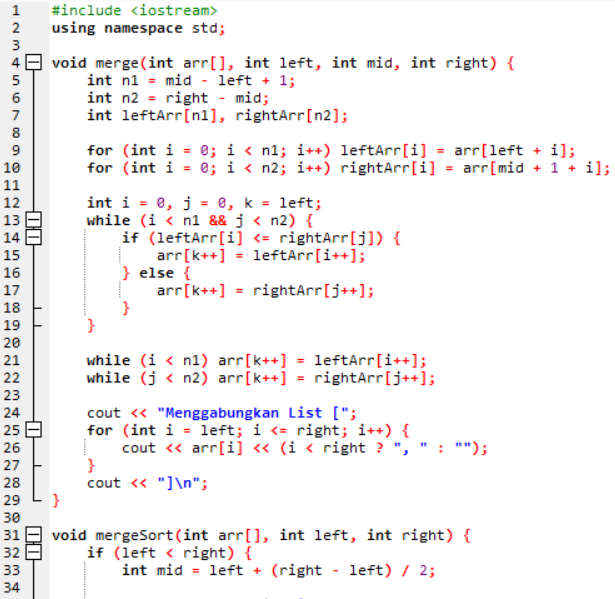 1 #include <iostream>
2 using namespace std;
3
4 void merge(int arr[], int left, int mid, int right) {
5     int n1 = mid - left + 1;
6     int n2 = right - mid;
7     int leftArr[n1], rightArr[n2];
8
9     for (int i = 0; i < n1; i++) leftArr[i] = arr[left + i];
10     for (int i = 0; i < n2; i++) rightArr[i] = arr[mid + 1 + i];
11
12     int i = 0, j = 0, k = left;
13     while (i < n1 && j < n2) {
14         if (leftArr[i] <= rightArr[j]) {
15             arr[k++] = leftArr[i++];
16         } else {
17             arr[k++] = rightArr[j++];
18         }
19     }
20
21     while (i < n1) arr[k++] = leftArr[i++];
22     while (j < n2) arr[k++] = rightArr[j++];
23
24     cout << "Menggabungkan List [";
25     for (int i = left; i <= right; i++) {
26         cout << arr[i] << (i < right ? ", " : "");
27     }
28     cout << "]\n";
29 }
30
31 void mergeSort(int arr[], int left, int right) {
32     if (left < right) {
33         int mid = left + (right - left) / 2;
34